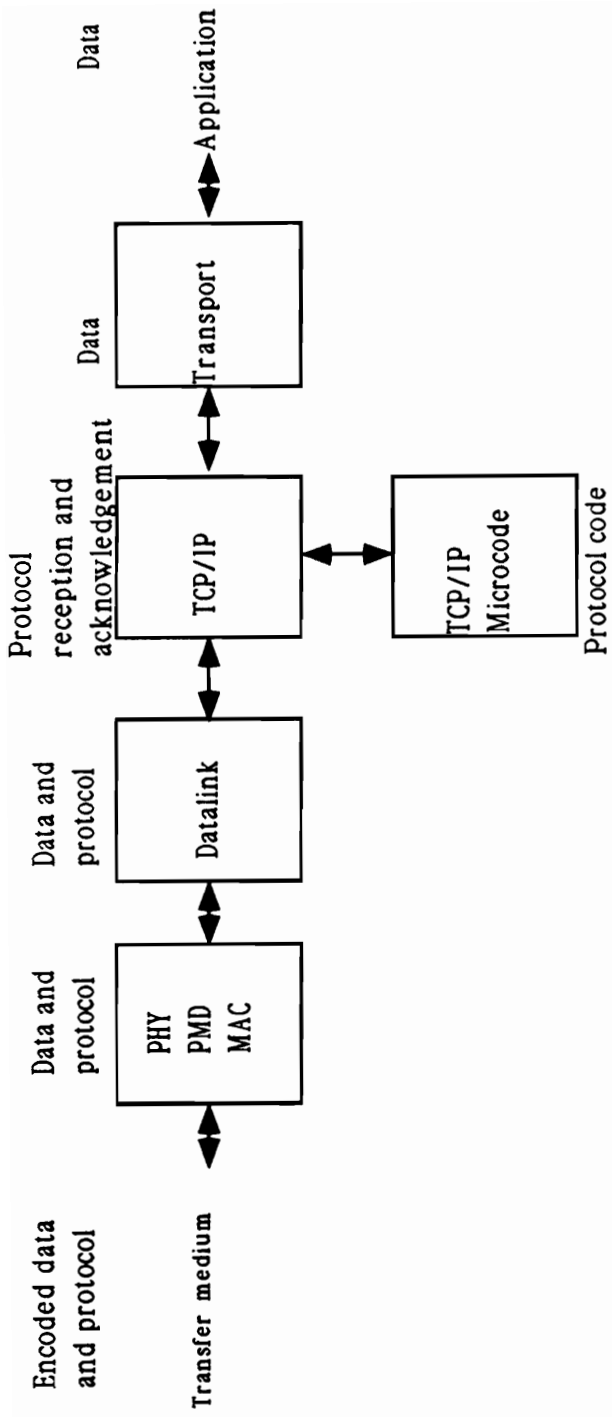 Encoded data
and protocol
Data and
protocol
Data and
protocol
Protocol
reception and
acknowledgement
Data
Data
Transfer medium
PHY
PMD
MAC
Datalink
TCP/IP
Transport
Application
TCP/IP
Microcode
Protocol code